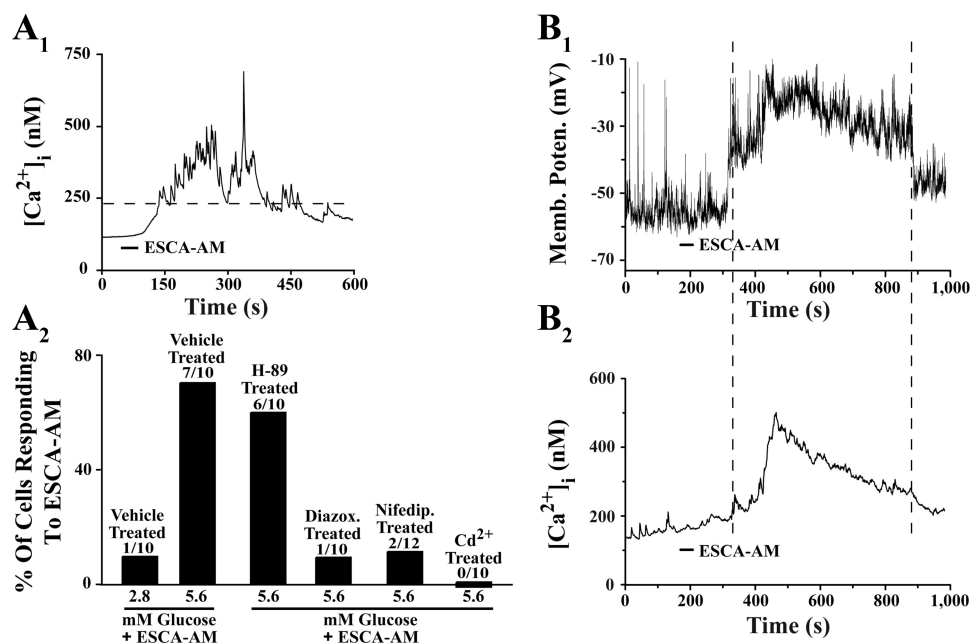 A1
750
500
250
0
[Ca2+]i (nM)
ESCA-AM
0 150 300 450 600
Time (s)
B1
-10
-30
-50
-70
Memb. Poten. (mV)
ESCA-AM
0 200 400 600 800 1,000
Time (s)
A2
80
40
0
% Of Cells Responding
To ESCA-AM
Vehicle
Treated
1/10
Vehicle
Treated
7/10
H-89
Treated
6/10
Diazox.
Treated
1/10
Nifedip.
Treated
2/12
Cd2+
Treated
0/10
2.8 5.6 5.6 5.6 5.6 5.6
mM Glucose
+ ESCA-AM
mM Glucose
+ ESCA-AM
B2
600
400
200
0
[Ca2+]i (nM)
ESCA-AM
0 200 400 600 800 1,000
Time (s)